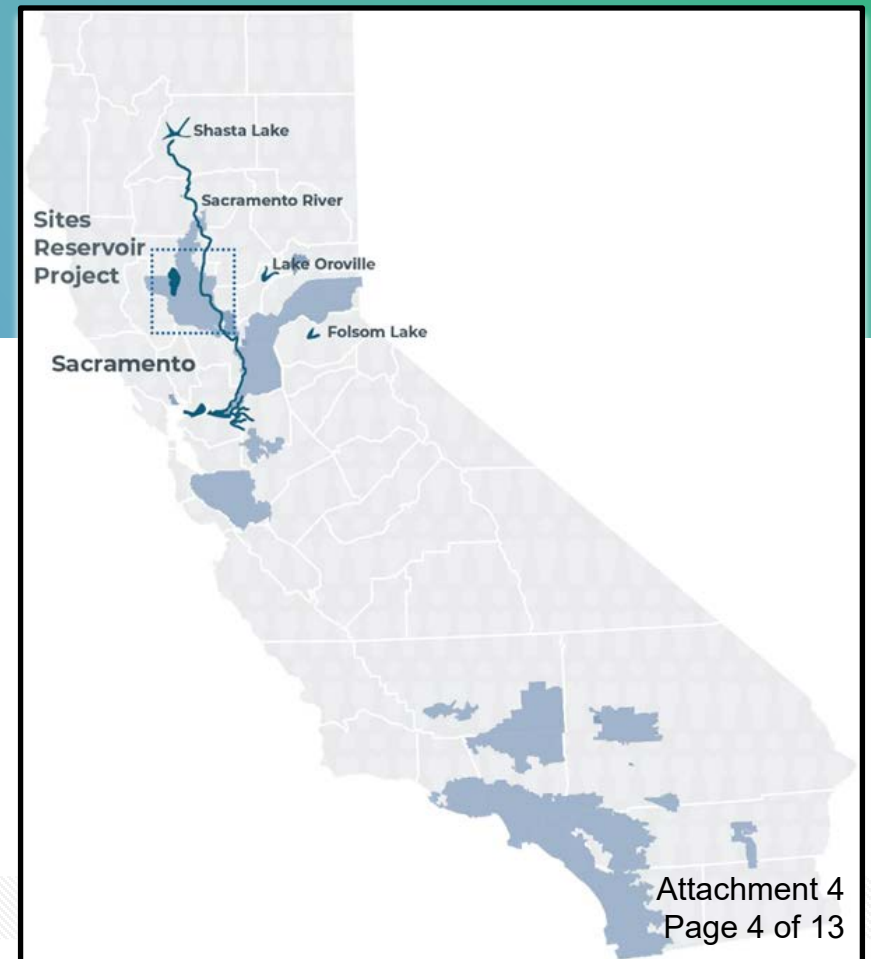 Shasta Lake
Sacramento River
Sites
Reservoir
Project
Lake Oroville
Folsom Lake
Sacramento
Attachment 4
Page 4 of 13